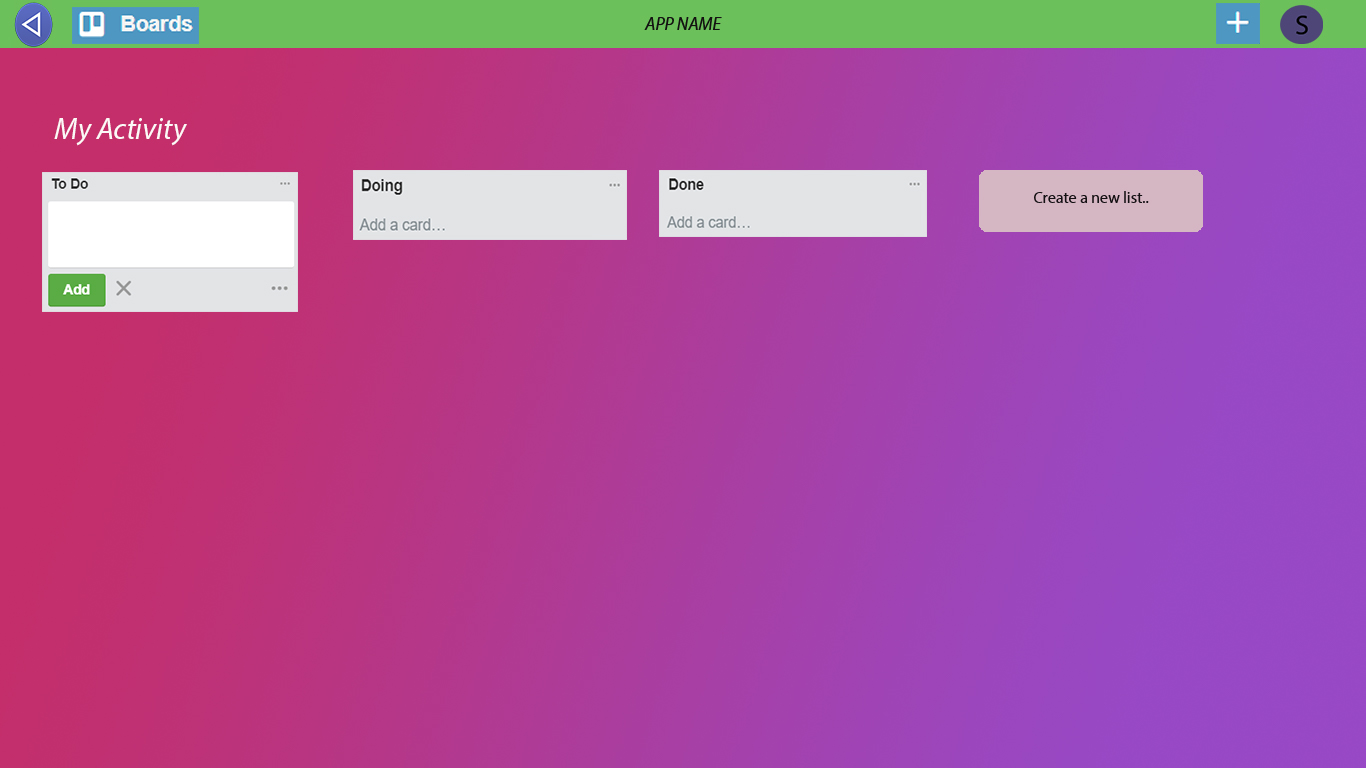 Boards
APP NAME
+
S
My Activity
To Do ...
Add
Doing ...
Add a card...
Done ...
Add a card...
Create a new list..